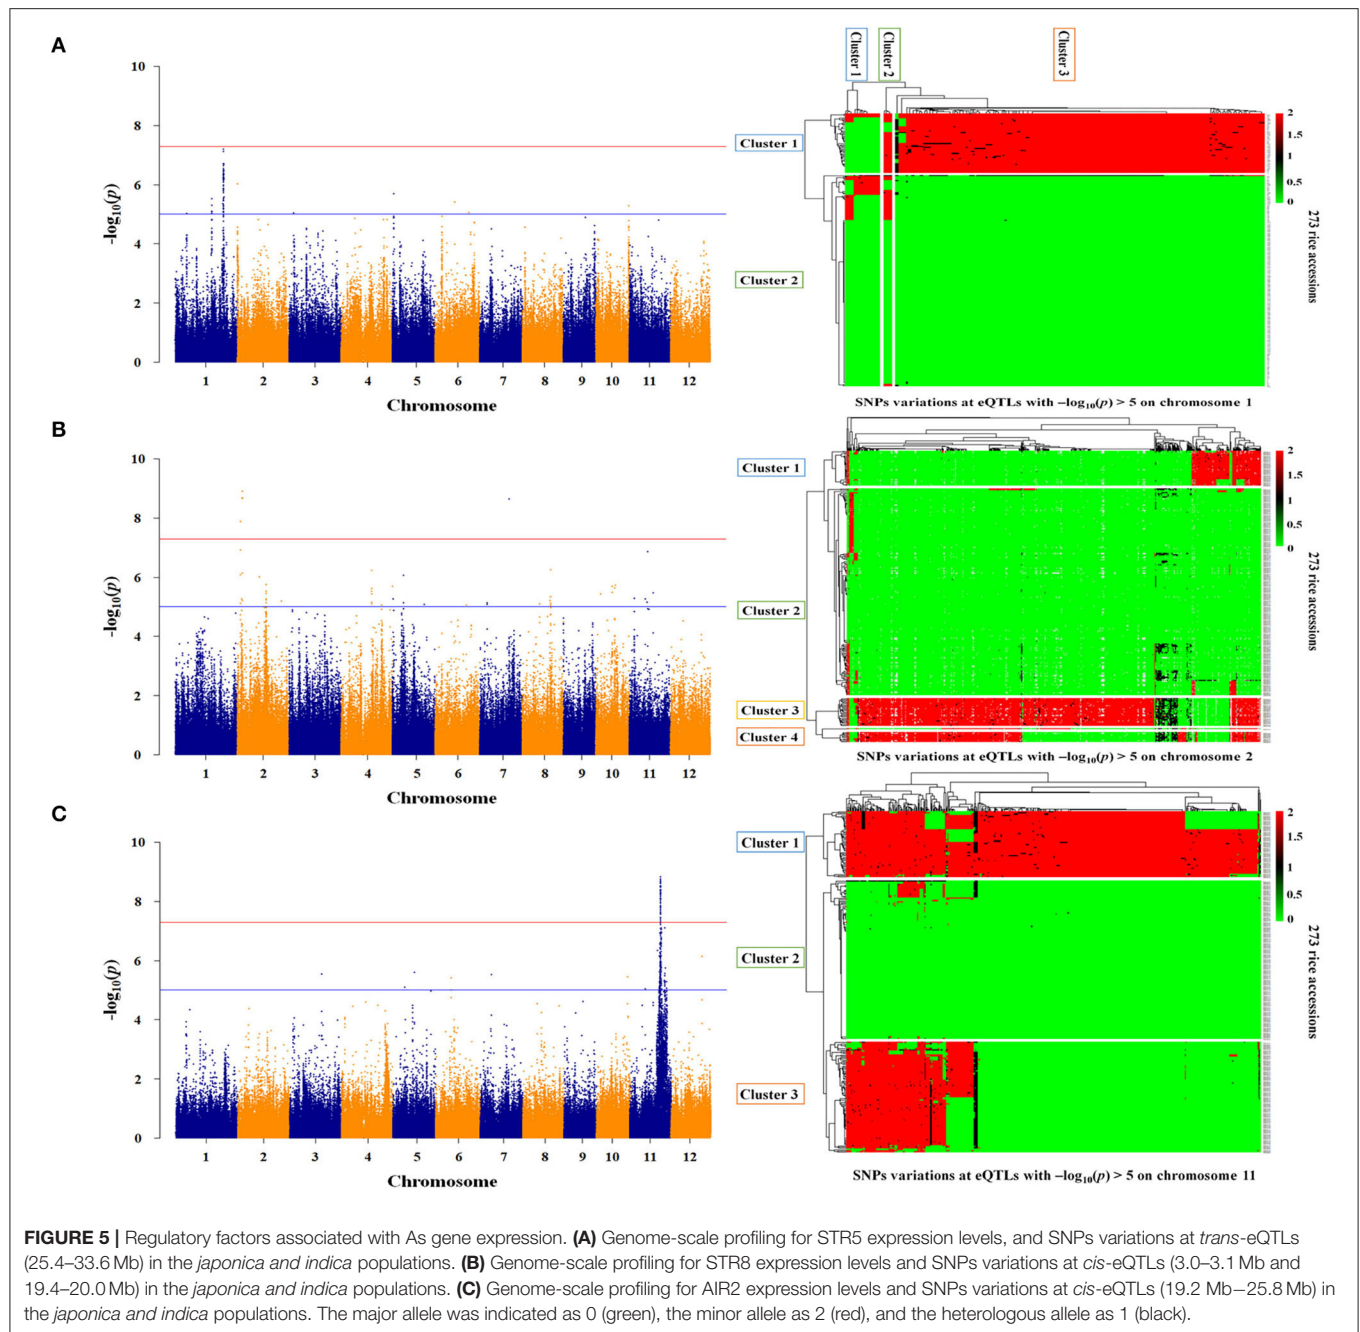 A
10
8
6
4
2
0
-log10(p)
1 2 3 4 5 6 7 8 9 10 11 12
Chromosome
Cluster 1
Cluster 2
Cluster 3
Cluster 1
Cluster 2
2
1.5
1
0.5
0
273 rice accessions
SNPs variations at eQTLs with −log10(p) > 5 on chromosome 1
B
10
8
6
4
2
0
-log10(p)
1 2 3 4 5 6 7 8 9 10 11 12
Chromosome
Cluster 1
Cluster 2
Cluster 3
Cluster 4
2
1.5
1
0.5
0
273 rice accessions
SNPs variations at eQTLs with −log10(p) > 5 on chromosome 2
C
10
8
6
4
2
0
-log10(p)
1 2 3 4 5 6 7 8 9 10 11 12
Chromosome
Cluster 1
Cluster 2
Cluster 3
2
1.5
1
0.5
0
273 rice accessions
SNPs variations at eQTLs with −log10(p) > 5 on chromosome 11
FIGURE 5 | Regulatory factors associated with As gene expression. (A) Genome-scale profiling for STR5 expression levels, and SNPs variations at trans-eQTLs
(25.4–33.6 Mb) in the japonica and indica populations. (B) Genome-scale profiling for STR8 expression levels and SNPs variations at cis-eQTLs (3.0–3.1 Mb and
19.4–20.0 Mb) in the japonica and indica populations. (C) Genome-scale profiling for AIR2 expression levels and SNPs variations at cis-eQTLs (19.2 Mb–25.8 Mb) in
the japonica and indica populations. The major allele was indicated as 0 (green), the minor allele as 2 (red), and the heterologous allele as 1 (black).